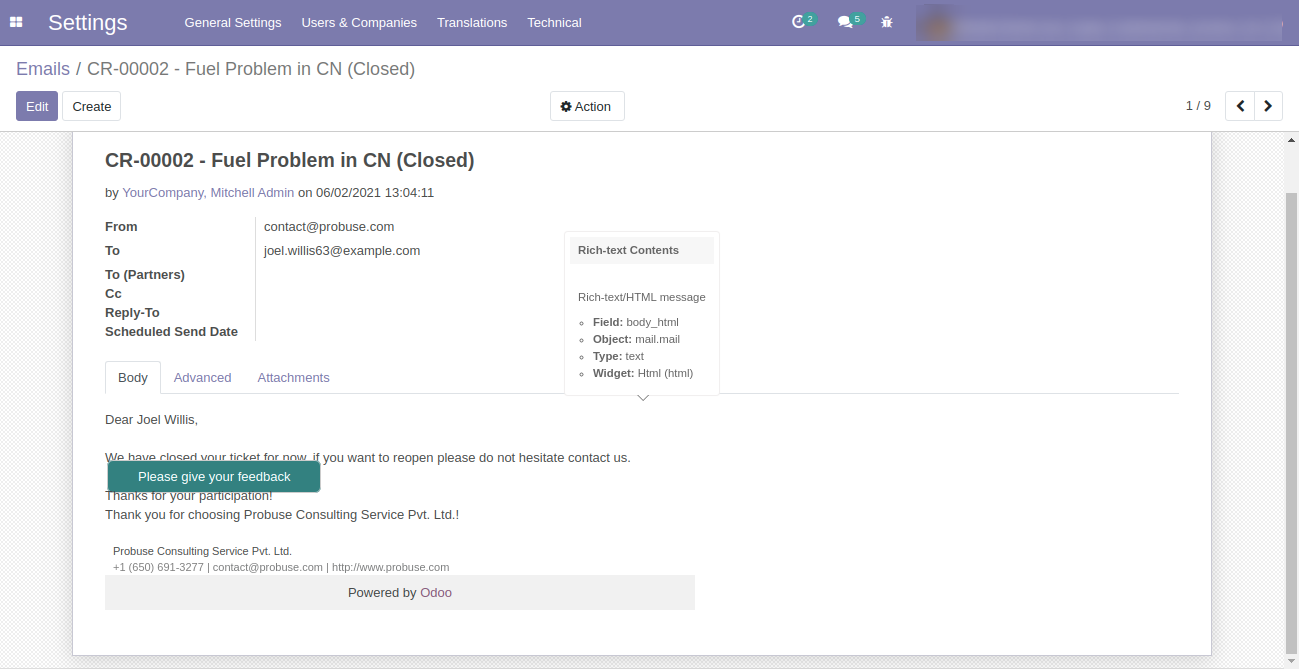 Settings General Settings Users & Companies Translations Technical 2 5
Emails / CR-00002 - Fuel Problem in CN (Closed)
Edit Create Action 1 / 9
CR-00002 - Fuel Problem in CN (Closed)
by YourCompany, Mitchell Admin on 06/02/2021 13:04:11
From contact@probuse.com
To joel.willis63@example.com
To (Partners)
Cc
Reply-To
Scheduled Send Date
Rich-text Contents
Rich-text/HTML message
Field: body_html
Object: mail.mail
Type: text
Widget: Html (html)
Body Advanced Attachments
Dear Joel Willis,
We have closed your ticket for now, if you want to reopen please do not hesitate contact us.
Please give your feedback
Thanks for your participation!
Thank you for choosing Probuse Consulting Service Pvt. Ltd.!
Probuse Consulting Service Pvt. Ltd.
+1 (650) 691-3277 | contact@probuse.com | http://www.probuse.com
Powered by Odoo